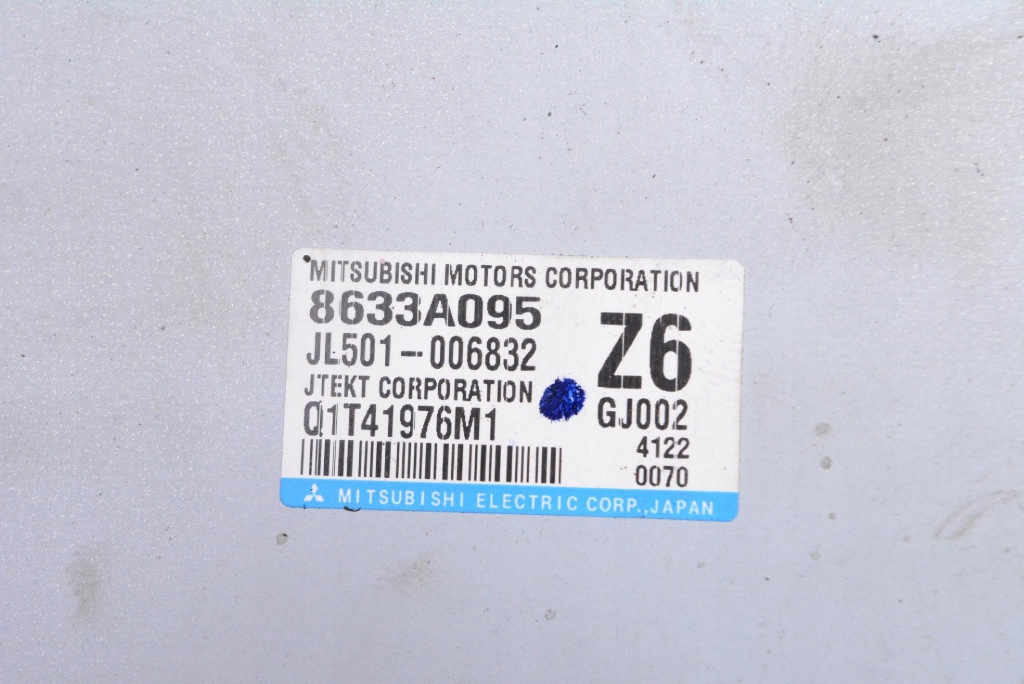 MITSUBISHI MOTORS CORPORATION
8633A095
Z6
JL501-006832
JTEKT CORPORATION
GJ002
Q1T41976M1
4122
0070
MITSUBISHI ELECTRIC CORP.,JAPAN